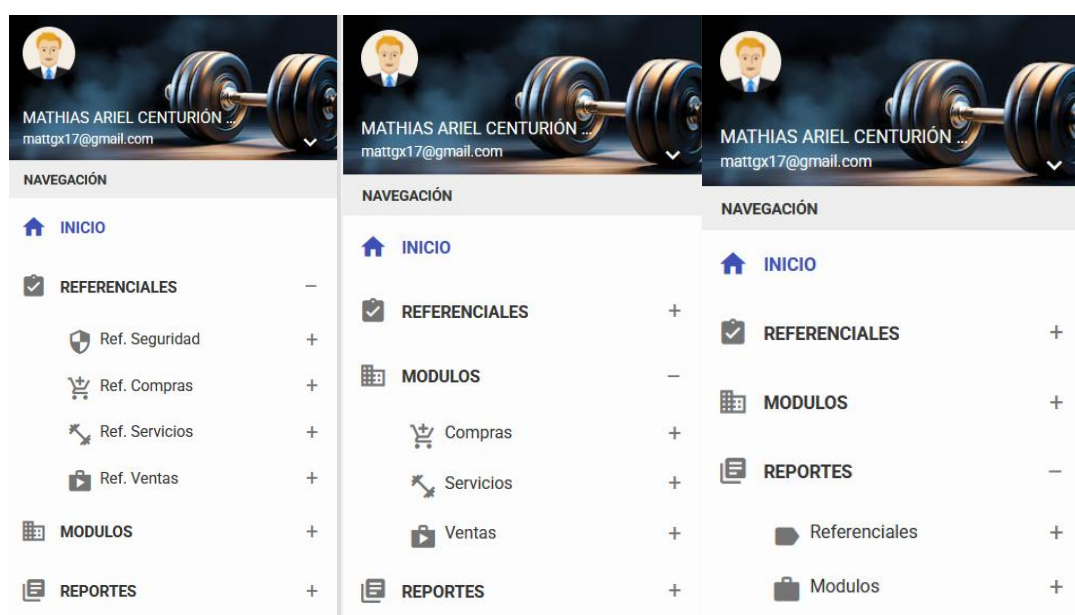 MATHIAS ARIEL CENTURIÓN ...
mattgx17@gmail.com
NAVEGACIÓN
INICIO
REFERENCIALES −
Ref. Seguridad +
Ref. Compras +
Ref. Servicios +
Ref. Ventas +
MODULOS +
REPORTES +
MATHIAS ARIEL CENTURIÓN ...
mattgx17@gmail.com
NAVEGACIÓN
INICIO
REFERENCIALES +
MODULOS −
Compras +
Servicios +
Ventas +
REPORTES +
MATHIAS ARIEL CENTURIÓN ...
mattgx17@gmail.com
NAVEGACIÓN
INICIO
REFERENCIALES +
MODULOS +
REPORTES −
Referenciales +
Modulos +